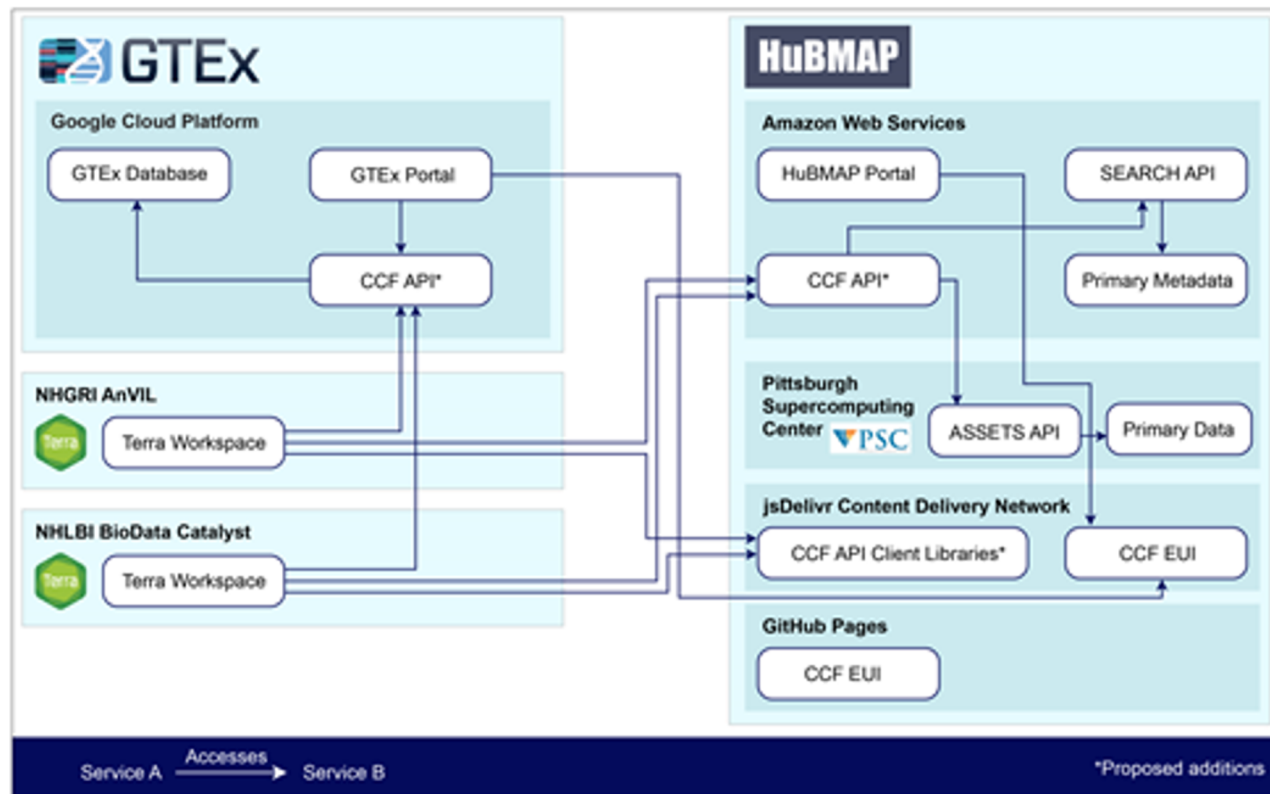 GTEx
Google Cloud Platform
GTEx Database
GTEx Portal
CCF API*
NHGRI AnVIL
Terra
Terra Workspace
NHLBI BioData Catalyst
Terra
Terra Workspace
HuBMAP
Amazon Web Services
HuBMAP Portal
SEARCH API
CCF API*
Primary Metadata
Pittsburgh
Supercomputing
Center
PSC
ASSETS API
Primary Data
jsDelivr Content Delivery Network
CCF API Client Libraries*
CCF EUI
GitHub Pages
CCF EUI
Service A
Accesses
Service B
*Proposed additions